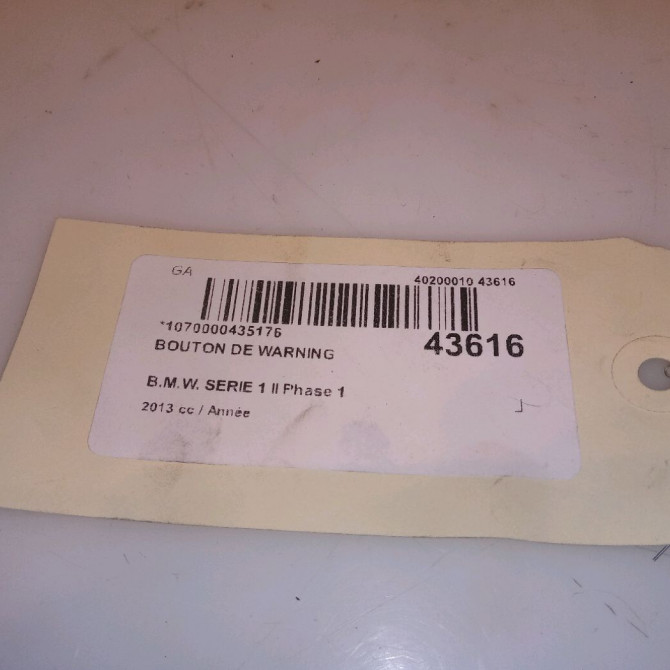 GA
40200010 43616
*1070000435176
43616
BOUTON DE WARNING
B.M.W. SERIE 1 II Phase 1
2013 cc / Année